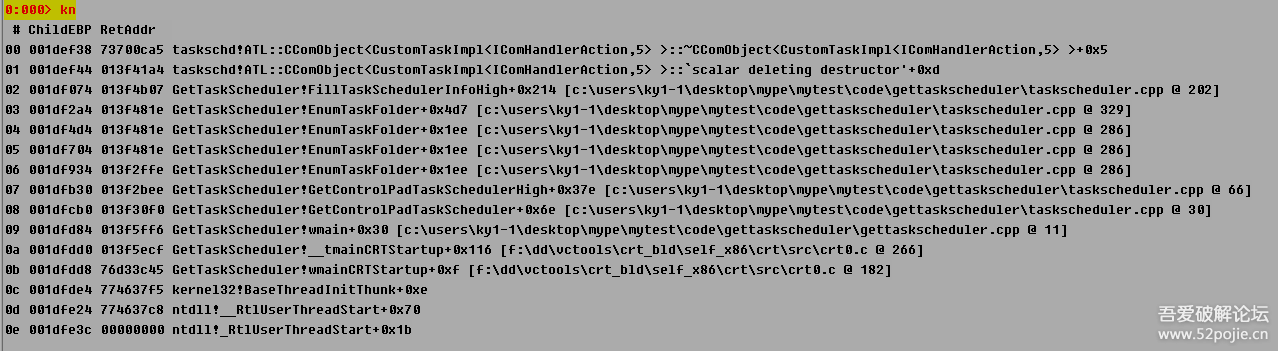 0:000> kn
 # ChildEBP RetAddr
00 001def38 73700ca5 taskschd!ATL::CComObject<CustomTaskImpl<IComHandlerAction,5> >::~CComObject<CustomTaskImpl<IComHandlerAction,5> >+0x5
01 001def44 013f41a4 taskschd!ATL::CComObject<CustomTaskImpl<IComHandlerAction,5> >::`scalar deleting destructor'+0xd
02 001df074 013f4b07 GetTaskScheduler!FillTaskSchedulerInfoHigh+0x214 [c:\users\ky1-1\desktop\mype\mytest\code\gettaskscheduler\taskscheduler.cpp @ 202]
03 001df2a4 013f481e GetTaskScheduler!EnumTaskFolder+0x4d7 [c:\users\ky1-1\desktop\mype\mytest\code\gettaskscheduler\taskscheduler.cpp @ 329]
04 001df4d4 013f481e GetTaskScheduler!EnumTaskFolder+0x1ee [c:\users\ky1-1\desktop\mype\mytest\code\gettaskscheduler\taskscheduler.cpp @ 286]
05 001df704 013f481e GetTaskScheduler!EnumTaskFolder+0x1ee [c:\users\ky1-1\desktop\mype\mytest\code\gettaskscheduler\taskscheduler.cpp @ 286]
06 001df934 013f2ffe GetTaskScheduler!EnumTaskFolder+0x1ee [c:\users\ky1-1\desktop\mype\mytest\code\gettaskscheduler\taskscheduler.cpp @ 286]
07 001dfb30 013f2bee GetTaskScheduler!GetControlPadTaskSchedulerHigh+0x37e [c:\users\ky1-1\desktop\mype\mytest\code\gettaskscheduler\taskscheduler.cpp @ 66]
08 001dfcb0 013f30f0 GetTaskScheduler!GetControlPadTaskScheduler+0x6e [c:\users\ky1-1\desktop\mype\mytest\code\gettaskscheduler\taskscheduler.cpp @ 30]
09 001dfd84 013f5ff6 GetTaskScheduler!wmain+0x30 [c:\users\ky1-1\desktop\mype\mytest\code\gettaskscheduler\gettaskscheduler.cpp @ 11]
0a 001dfdd0 013f5ecf GetTaskScheduler!__tmainCRTStartup+0x116 [f:\dd\vctools\crt_bld\self_x86\crt\src\crt0.c @ 266]
0b 001dfdd8 76d33c45 GetTaskScheduler!wmainCRTStartup+0xf [f:\dd\vctools\crt_bld\self_x86\crt\src\crt0.c @ 182]
0c 001dfde4 774637f5 kernel32!BaseThreadInitThunk+0xe
0d 001dfe24 774637c8 ntdll!__RtlUserThreadStart+0x70
0e 001dfe3c 00000000 ntdll!_RtlUserThreadStart+0x1b
吾爱破解论坛
www.52pojie.cn